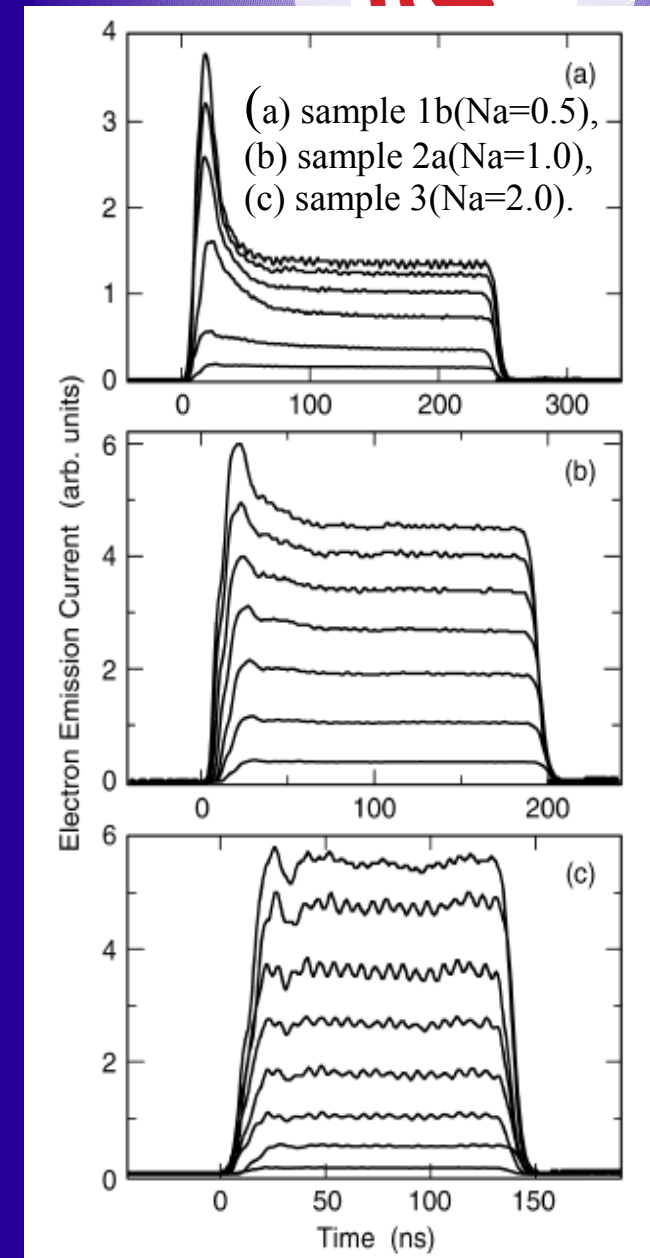 4
3
2
1
0
(a)
(a) sample 1b(Na=0.5),
(b) sample 2a(Na=1.0),
(c) sample 3(Na=2.0).
0 100 200 300
Electron Emission Current (arb. units)
6
4
2
0
(b)
0 100 200
6
4
2
0
(c)
0 50 100 150
Time (ns)